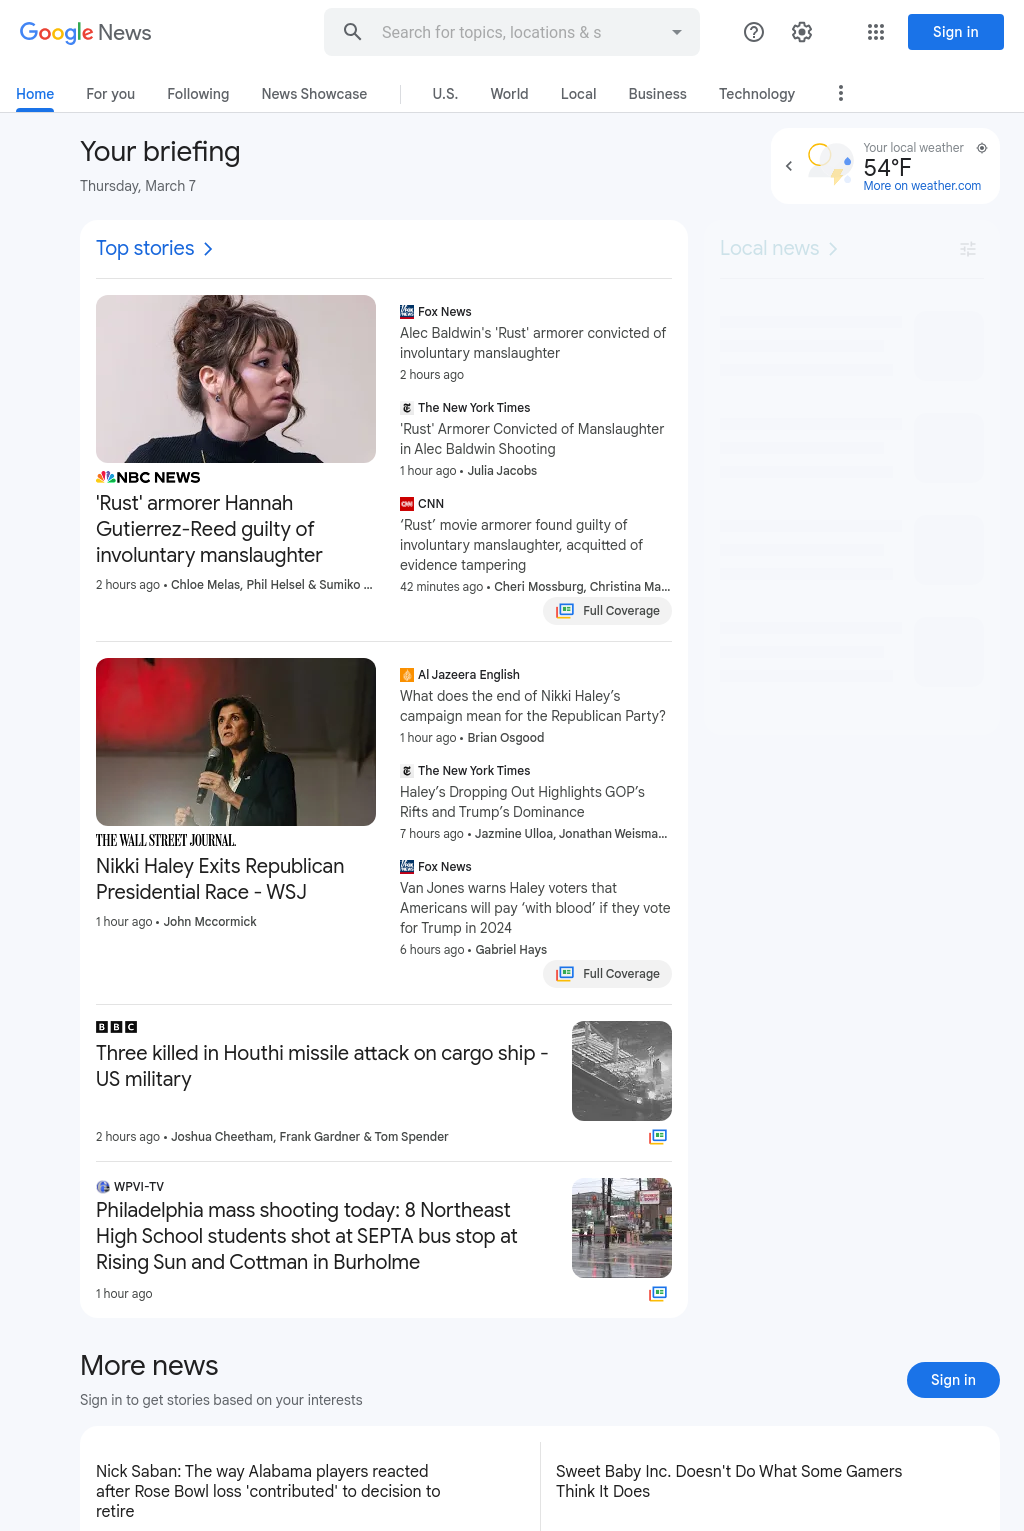 Google News
Search for topics, locations & s
Sign in
Home
For you
Following
News Showcase
U.S.
World
Local
Business
Technology
Your briefing
Thursday, March 7
Your local weather
54°F
More on weather.com
Top stories
Local news
NBC NEWS
'Rust' armorer Hannah
Gutierrez-Reed guilty of
involuntary manslaughter
2 hours ago • Chloe Melas, Phil Helsel & Sumiko ...
Fox News
Alec Baldwin's 'Rust' armorer convicted of
involuntary manslaughter
2 hours ago
The New York Times
'Rust' Armorer Convicted of Manslaughter
in Alec Baldwin Shooting
1 hour ago • Julia Jacobs
CNN
‘Rust’ movie armorer found guilty of
involuntary manslaughter, acquitted of
evidence tampering
42 minutes ago • Cheri Mossburg, Christina Ma...
Full Coverage
THE WALL STREET JOURNAL.
Nikki Haley Exits Republican
Presidential Race - WSJ
1 hour ago • John Mccormick
Al Jazeera English
What does the end of Nikki Haley’s
campaign mean for the Republican Party?
1 hour ago • Brian Osgood
The New York Times
Haley’s Dropping Out Highlights GOP’s
Rifts and Trump’s Dominance
7 hours ago • Jazmine Ulloa, Jonathan Weisma...
Fox News
Van Jones warns Haley voters that
Americans will pay ‘with blood’ if they vote
for Trump in 2024
6 hours ago • Gabriel Hays
Full Coverage
BBC
Three killed in Houthi missile attack on cargo ship -
US military
2 hours ago • Joshua Cheetham, Frank Gardner & Tom Spender
WPVI-TV
Philadelphia mass shooting today: 8 Northeast
High School students shot at SEPTA bus stop at
Rising Sun and Cottman in Burholme
1 hour ago
More news
Sign in to get stories based on your interests
Sign in
Nick Saban: The way Alabama players reacted
after Rose Bowl loss 'contributed' to decision to
retire
Sweet Baby Inc. Doesn't Do What Some Gamers
Think It Does